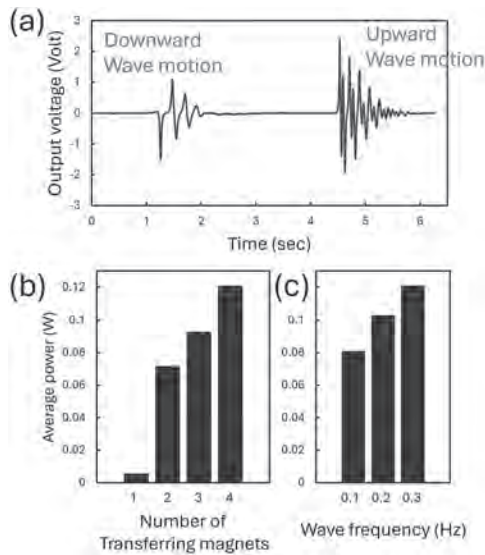 (a)
Output voltage (Volt)
3
2
1
0
-1
-2
-3
Downward
Wave motion
Upward
Wave motion
0 1 2 3 4 5 6
Time (sec)
(b)
Average power (W)
0.12
0.1
0.08
0.06
0.04
0.02
0
1 2 3 4
Number of
Transferring magnets
(c)
0.12
0.1
0.08
0.06
0.04
0.02
0
0.1 0.2 0.3
Wave frequency (Hz)